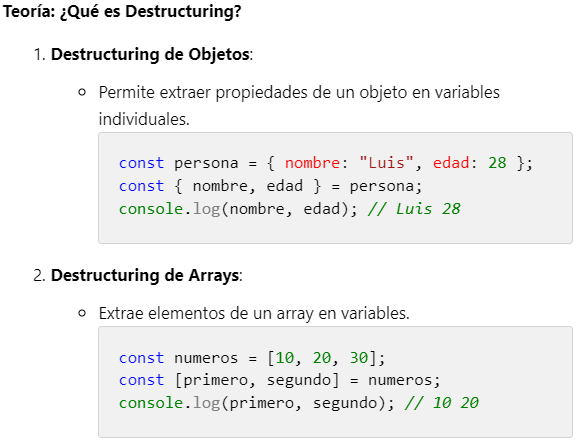 Teoría: ¿Qué es Destructuring?
1. Destructuring de Objetos:
○ Permite extraer propiedades de un objeto en variables
individuales.
const persona = { nombre: "Luis", edad: 28 };
const { nombre, edad } = persona;
console.log(nombre, edad); // Luis 28
2. Destructuring de Arrays:
○ Extrae elementos de un array en variables.
const numeros = [10, 20, 30];
const [primero, segundo] = numeros;
console.log(primero, segundo); // 10 20